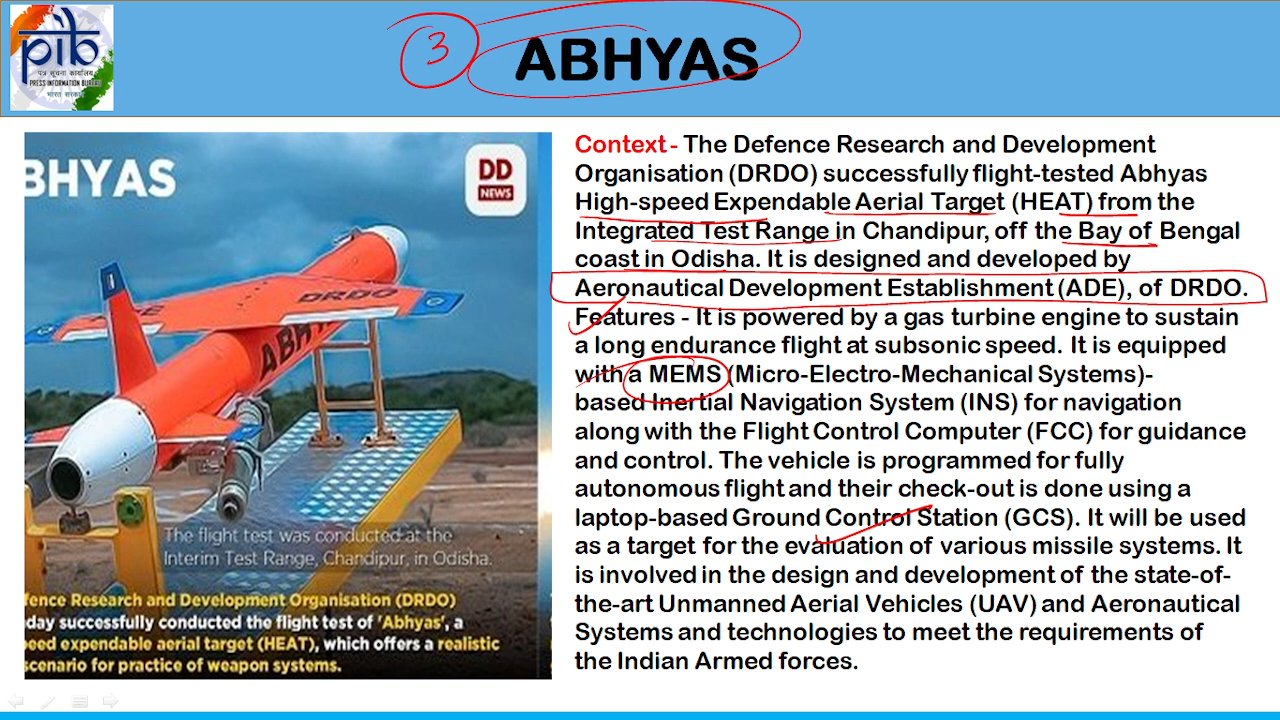 pib
पत्र सूचना कार्यालय
PRESS INFORMATION BUREAU
भारत सरकार
3
ABHYAS
BHYAS
DD
NEWS
DRDO
ABHY
The flight test was conducted at the
Interim Test Range, Chandipur, in Odisha.
fence Research and Development Organisation (DRDO)
day successfully conducted the flight test of 'Abhyas', a
peed expendable aerial target (HEAT), which offers a realistic
scenario for practice of weapon systems.
Context - The Defence Research and Development
Organisation (DRDO) successfully flight-tested Abhyas
High-speed Expendable Aerial Target (HEAT) from the
Integrated Test Range in Chandipur, off the Bay of Bengal
coast in Odisha. It is designed and developed by
Aeronautical Development Establishment (ADE), of DRDO.
Features - It is powered by a gas turbine engine to sustain
a long endurance flight at subsonic speed. It is equipped
with a MEMS (Micro-Electro-Mechanical Systems)-
based Inertial Navigation System (INS) for navigation
along with the Flight Control Computer (FCC) for guidance
and control. The vehicle is programmed for fully
autonomous flight and their check-out is done using a
laptop-based Ground Control Station (GCS). It will be used
as a target for the evaluation of various missile systems. It
is involved in the design and development of the state-of-
the-art Unmanned Aerial Vehicles (UAV) and Aeronautical
Systems and technologies to meet the requirements of
the Indian Armed forces.